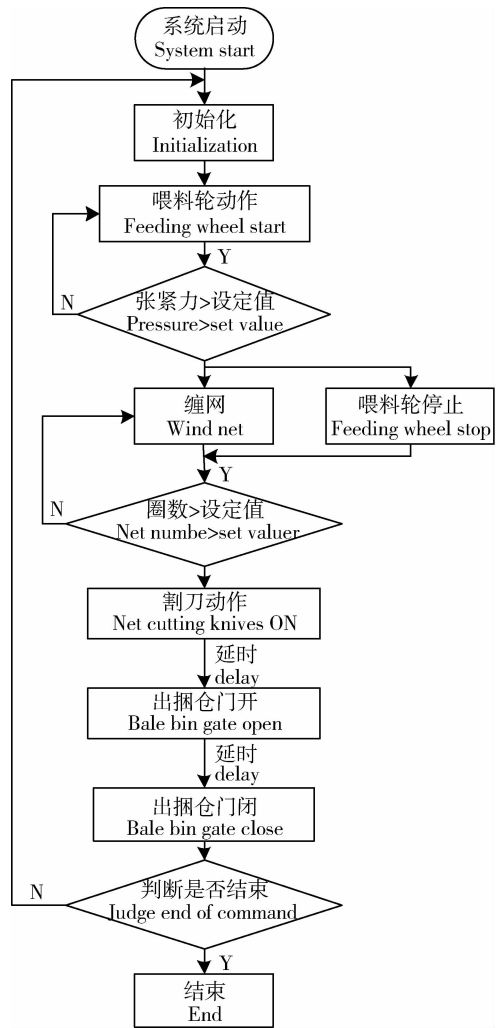 系统启动
System start
初始化
Initialization
喂料轮动作
Feeding wheel start
Y
N
张紧力>设定值
Pressure>set value
缠网
Wind net
喂料轮停止
Feeding wheel stop
Y
N
圈数>设定值
Net numbe>set valuer
割刀动作
Net cutting knives ON
延时
delay
出捆仓门开
Bale bin gate open
延时
delay
出捆仓门闭
Bale bin gate close
N
判断是否结束
Judge end of command
Y
结束
End